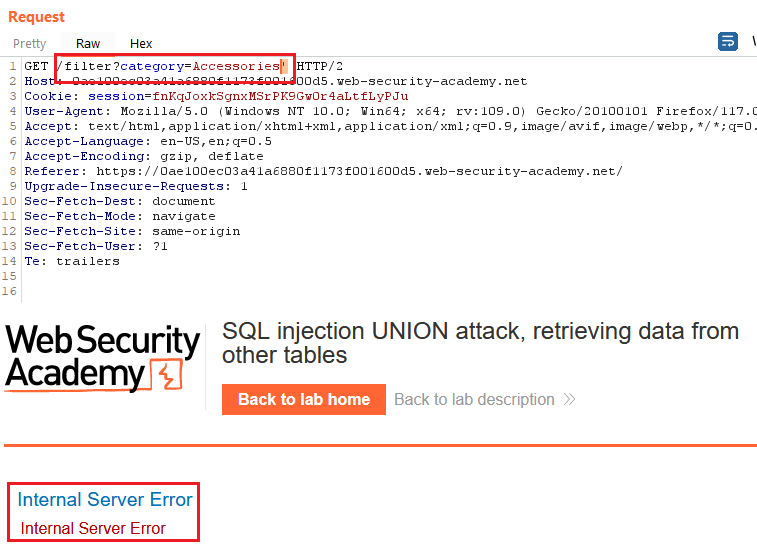 Request
Pretty Raw Hex
1 GET /filter?category=Accessories' HTTP/2
2 Host: 0ae100ec03a41a6880f1173f001600d5.web-security-academy.net
3 Cookie: session=fnKqJoxkSgnxMSrPK9GwOr4aLtfLyPJu
4 User-Agent: Mozilla/5.0 (Windows NT 10.0; Win64; x64; rv:109.0) Gecko/20100101 Firefox/117.0
5 Accept: text/html,application/xhtml+xml,application/xml;q=0.9,image/avif,image/webp,*/*;q=0.
6 Accept-Language: en-US,en;q=0.5
7 Accept-Encoding: gzip, deflate
8 Referer: https://0ae100ec03a41a6880f1173f001600d5.web-security-academy.net/
9 Upgrade-Insecure-Requests: 1
10 Sec-Fetch-Dest: document
11 Sec-Fetch-Mode: navigate
12 Sec-Fetch-Site: same-origin
13 Sec-Fetch-User: ?1
14 Te: trailers
15
16
Web Security
Academy
SQL injection UNION attack, retrieving data from
other tables
Back to lab home Back to lab description
Internal Server Error
Internal Server Error